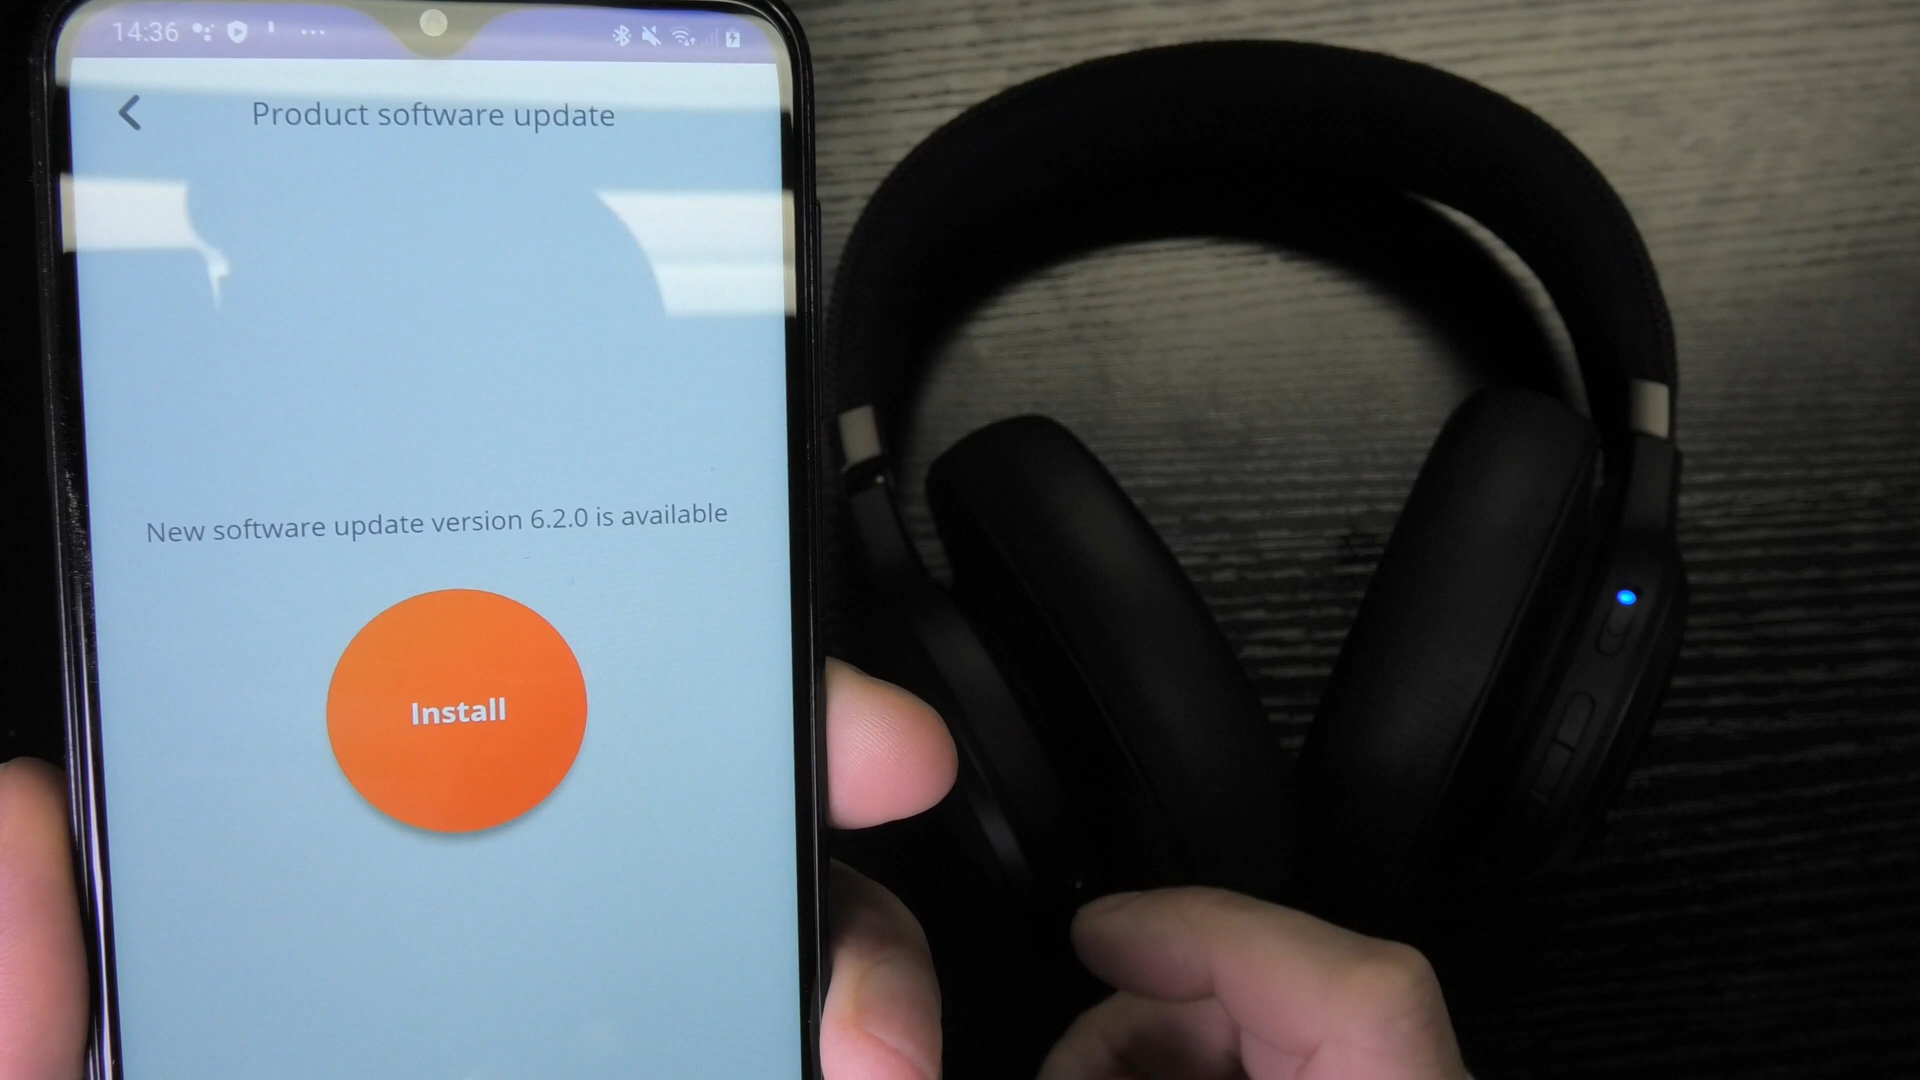 14:36
Product software update
New software update version 6.2.0 is available
Install